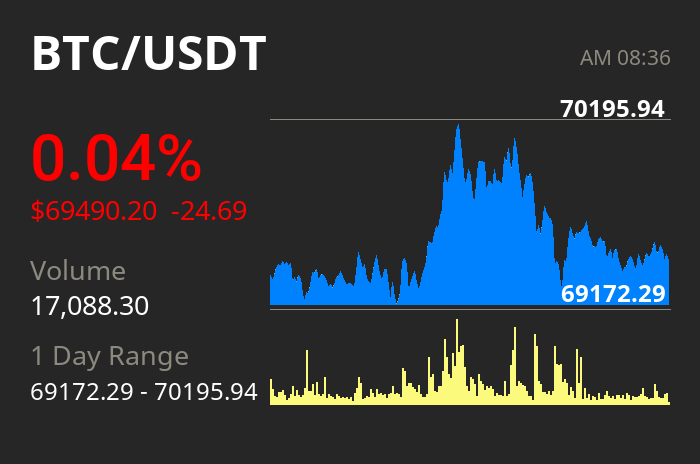 BTC/USDT
AM 08:36
70195.94
0.04%
$69490.20 -24.69
Volume
17,088.30
69172.29
1 Day Range
69172.29 - 70195.94